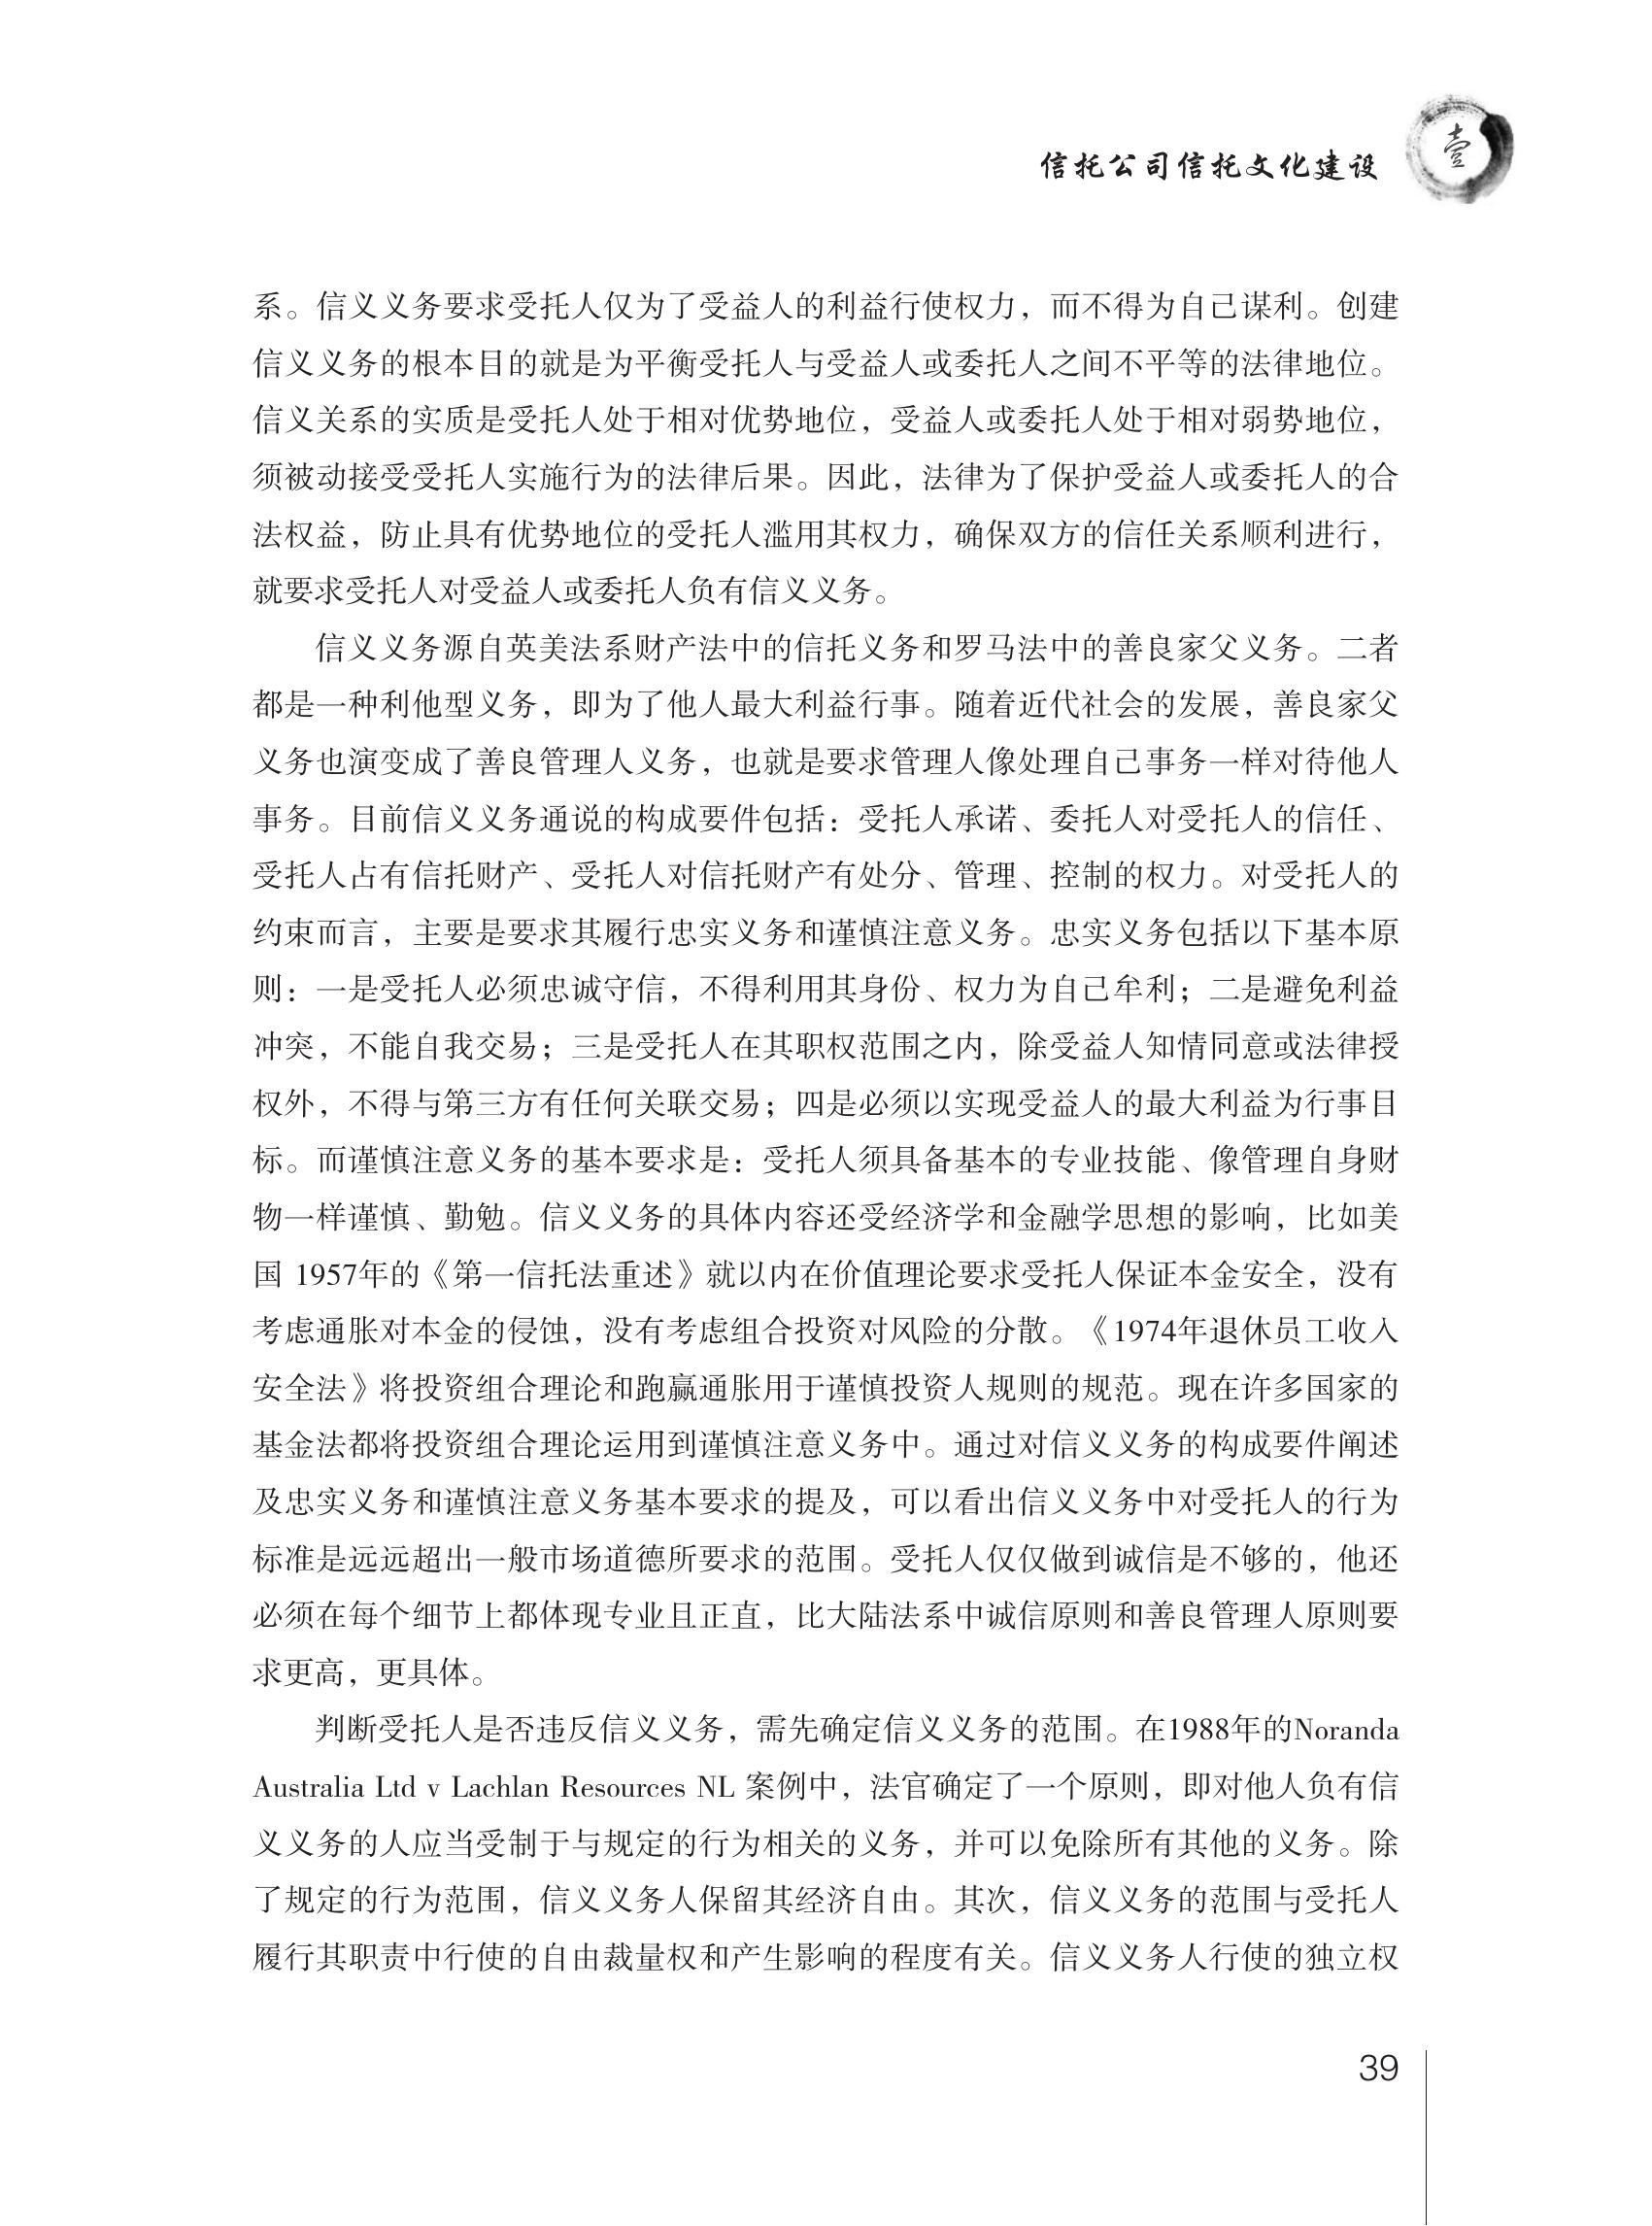 信托公司信托文化建设
壹
系。信义义务要求受托人仅为了受益人的利益行使权力，而不得为自己谋利。创建
信义义务的根本目的就是为平衡受托人与受益人或委托人之间不平等的法律地位。
信义关系的实质是受托人处于相对优势地位，受益人或委托人处于相对弱势地位，
须被动接受受托人实施行为的法律后果。因此，法律为了保护受益人或委托人的合
法权益，防止具有优势地位的受托人滥用其权力，确保双方的信任关系顺利进行，
就要求受托人对受益人或委托人负有信义义务。
信义义务源自英美法系财产法中的信托义务和罗马法中的善良家父义务。二者
都是一种利他型义务，即为了他人最大利益行事。随着近代社会的发展，善良家父
义务也演变成了善良管理人义务，也就是要求管理人像处理自己事务一样对待他人
事务。目前信义义务通说的构成要件包括：受托人承诺、委托人对受托人的信任、
受托人占有信托财产、受托人对信托财产有处分、管理、控制的权力。对受托人的
约束而言，主要是要求其履行忠实义务和谨慎注意义务。忠实义务包括以下基本原
则：一是受托人必须忠诚守信，不得利用其身份、权力为自己牟利；二是避免利益
冲突，不能自我交易；三是受托人在其职权范围之内，除受益人知情同意或法律授
权外，不得与第三方有任何关联交易；四是必须以实现受益人的最大利益为行事目
标。而谨慎注意义务的基本要求是：受托人须具备基本的专业技能、像管理自身财
物一样谨慎、勤勉。信义义务的具体内容还受经济学和金融学思想的影响，比如美
国 1957年的《第一信托法重述》就以内在价值理论要求受托人保证本金安全，没有
考虑通胀对本金的侵蚀，没有考虑组合投资对风险的分散。《1974年退休员工收入
安全法》将投资组合理论和跑赢通胀用于谨慎投资人规则的规范。现在许多国家的
基金法都将投资组合理论运用到谨慎注意义务中。通过对信义义务的构成要件阐述
及忠实义务和谨慎注意义务基本要求的提及，可以看出信义义务中对受托人的行为
标准是远远超出一般市场道德所要求的范围。受托人仅仅做到诚信是不够的，他还
必须在每个细节上都体现专业且正直，比大陆法系中诚信原则和善良管理人原则要
求更高，更具体。
判断受托人是否违反信义义务，需先确定信义义务的范围。在1988年的Noranda
Australia Ltd v Lachlan Resources NL 案例中，法官确定了一个原则，即对他人负有信
义义务的人应当受制于与规定的行为相关的义务，并可以免除所有其他的义务。除
了规定的行为范围，信义义务人保留其经济自由。其次，信义义务的范围与受托人
履行其职责中行使的自由裁量权和产生影响的程度有关。信义义务人行使的独立权
39